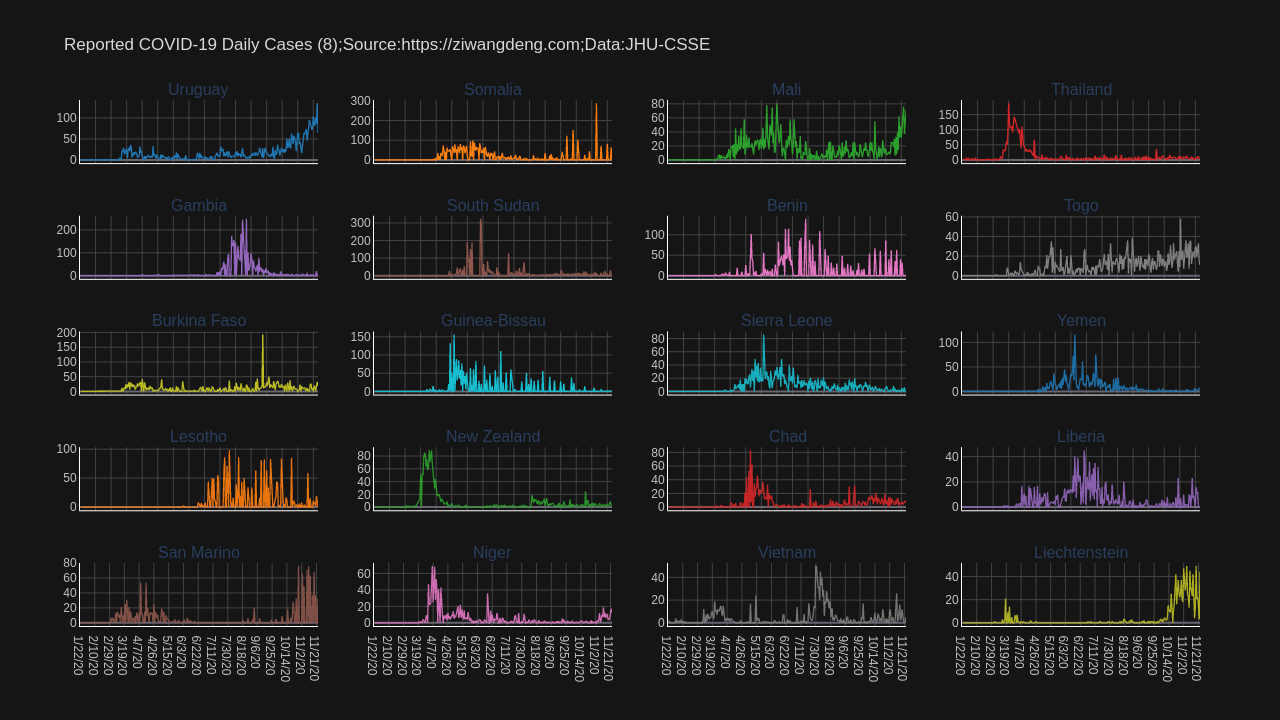 Reported COVID-19 Daily Cases (8);Source:https://ziwangdeng.com;Data:JHU-CSSE
Uruguay Somalia Mali Thailand
100 50 0
300 200 100 0
80 60 40 20 0
150 100 50 0
Gambia South Sudan Benin Togo
200 100 0
300 200 100 0
100 50 0
60 40 20 0
Burkina Faso Guinea-Bissau Sierra Leone Yemen
200 150 100 50 0
150 100 50 0
80 60 40 20 0
100 50 0
Lesotho New Zealand Chad Liberia
100 50 0
80 60 40 20 0
80 60 40 20 0
40 20 0
San Marino Niger Vietnam Liechtenstein
80 60 40 20 0
60 40 20 0
40 20 0
40 20 0
1/22/20 2/10/20 2/29/20 3/19/20 4/7/20 4/26/20 5/15/20 6/3/20 6/22/20 7/11/20 7/30/20 8/18/20 9/6/20 9/25/20 10/14/20 11/2/20 11/21/20
1/22/20 2/10/20 2/29/20 3/19/20 4/7/20 4/26/20 5/15/20 6/3/20 6/22/20 7/11/20 7/30/20 8/18/20 9/6/20 9/25/20 10/14/20 11/2/20 11/21/20
1/22/20 2/10/20 2/29/20 3/19/20 4/7/20 4/26/20 5/15/20 6/3/20 6/22/20 7/11/20 7/30/20 8/18/20 9/6/20 9/25/20 10/14/20 11/2/20 11/21/20
1/22/20 2/10/20 2/29/20 3/19/20 4/7/20 4/26/20 5/15/20 6/3/20 6/22/20 7/11/20 7/30/20 8/18/20 9/6/20 9/25/20 10/14/20 11/2/20 11/21/20